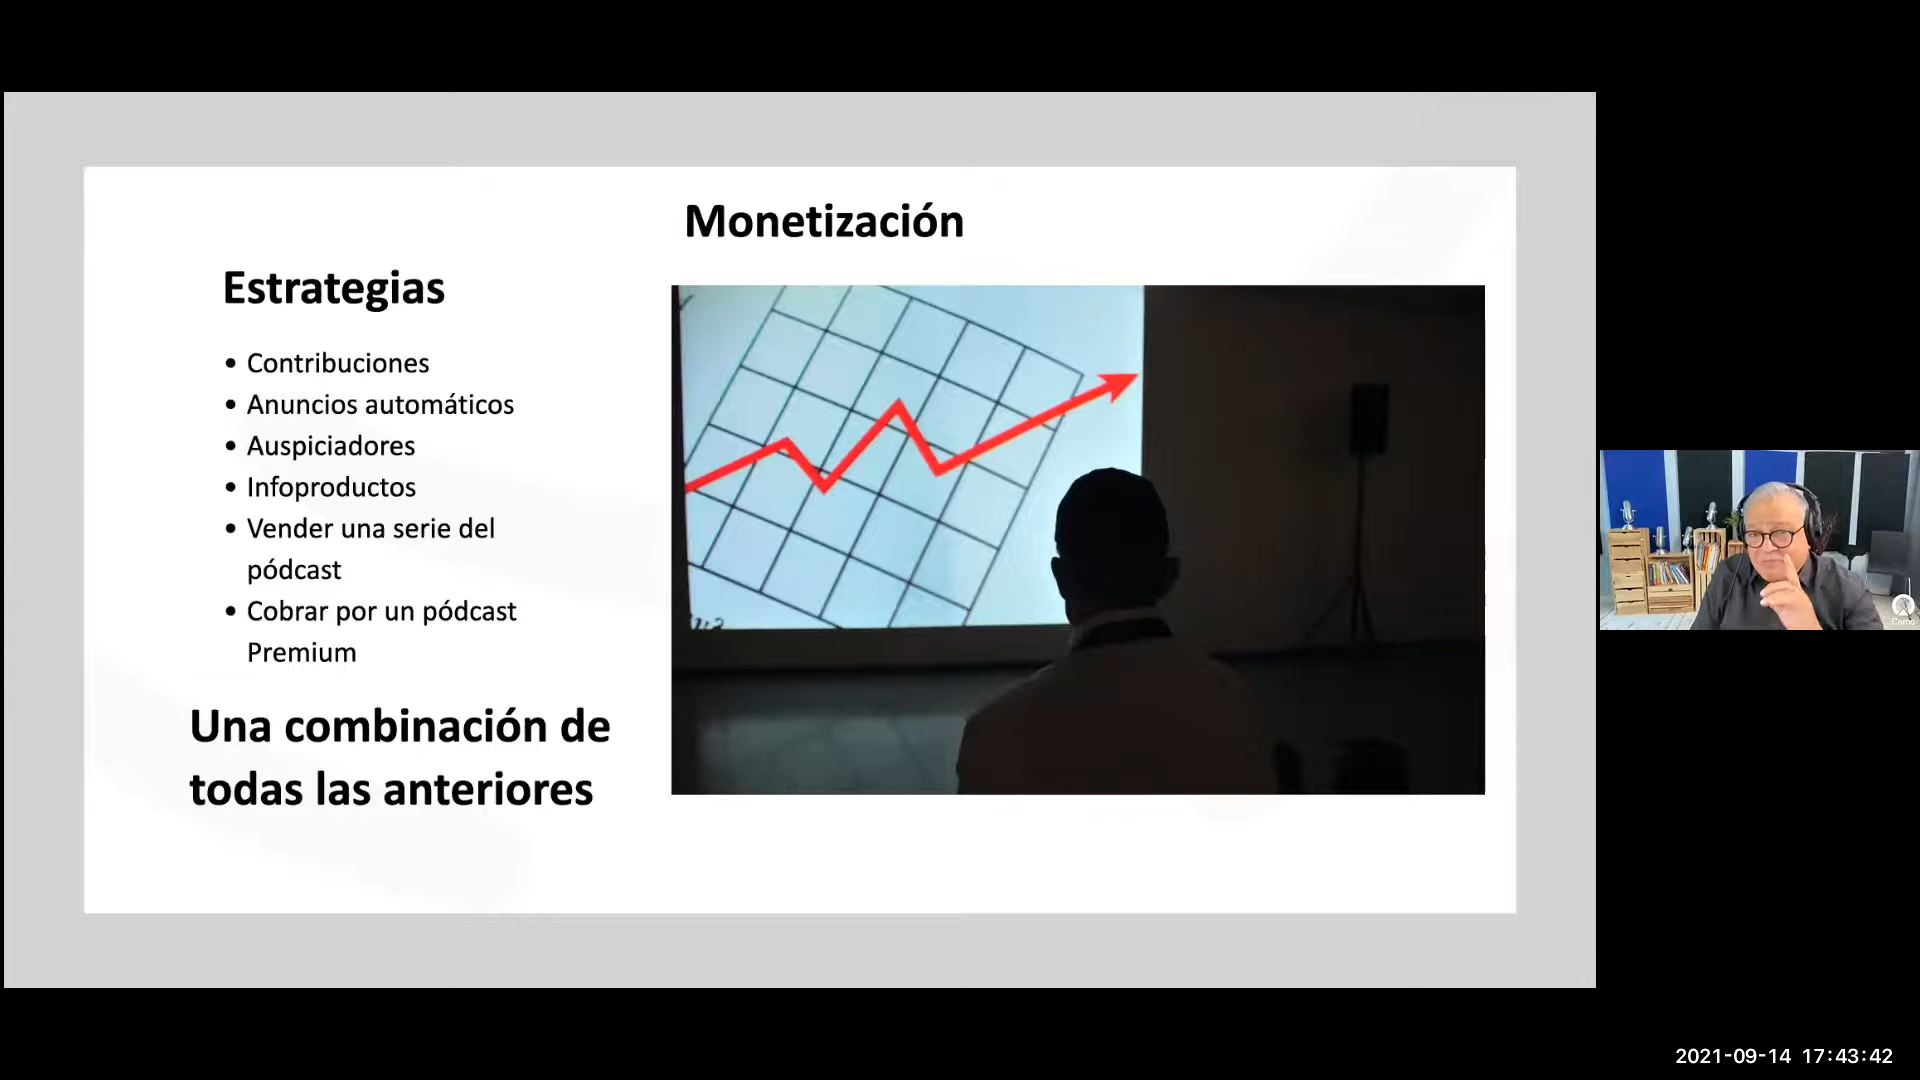 Monetización
Estrategias
• Contribuciones
• Anuncios automáticos
• Auspiciadores
• Infoproductos
• Vender una serie del
pódcast
• Cobrar por un pódcast
Premium
Una combinación de
todas las anteriores
Camo
2021-09-14 17:43:42